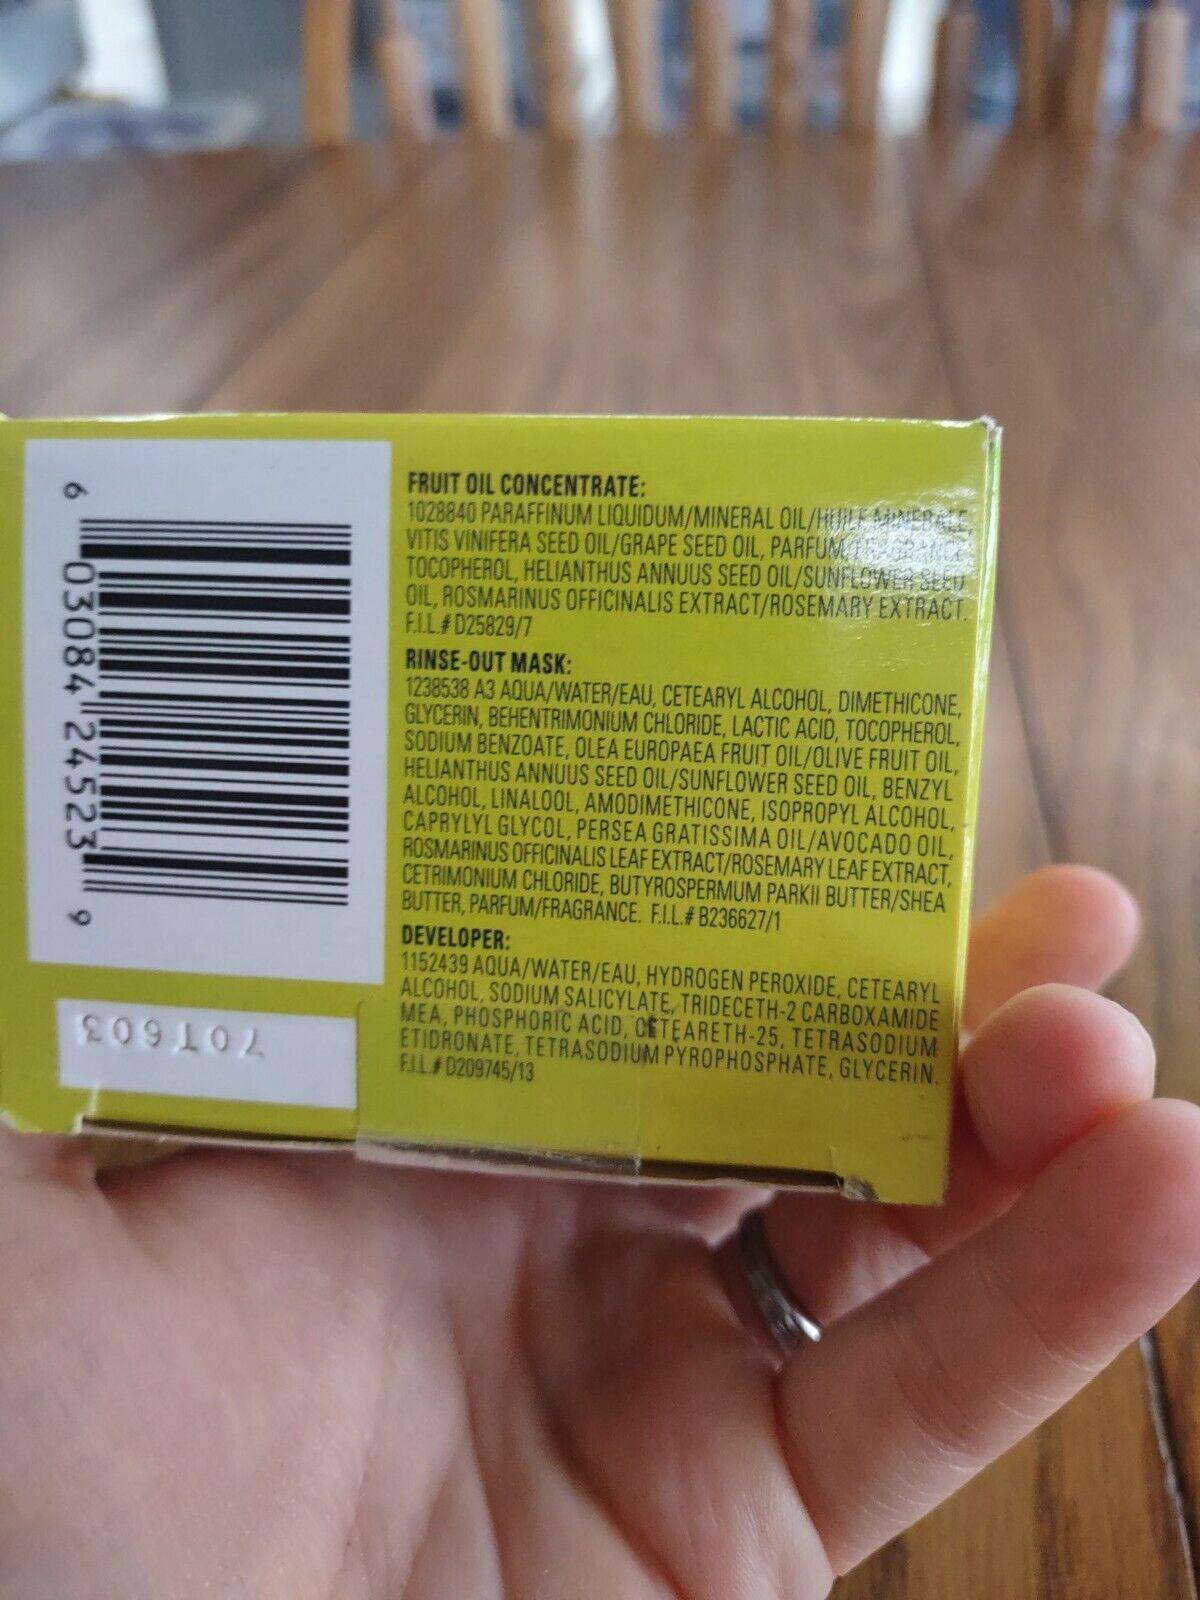 FRUIT OIL CONCENTRATE:
1028840 PARAFFINUM LIQUIDUM/MINERAL OIL/HUILE MINERALE,
VITIS VINIFERA SEED OIL/GRAPE SEED OIL, PARFUM/FRAGRANCE
TOCOPHEROL, HELIANTHUS ANNUUS SEED OIL/SUNFLOWER SEED
OIL, ROSMARINUS OFFICINALIS EXTRACT/ROSEMARY EXTRACT.
F.I.L.# D25829/7
RINSE-OUT MASK:
1238538 A3 AQUA/WATER/EAU, CETEARYL ALCOHOL, DIMETHICONE,
GLYCERIN, BEHENTRIMONIUM CHLORIDE, LACTIC ACID, TOCOPHEROL,
SODIUM BENZOATE, OLEA EUROPAEA FRUIT OIL/OLIVE FRUIT OIL,
HELIANTHUS ANNUUS SEED OIL/SUNFLOWER SEED OIL, BENZYL
ALCOHOL, LINALOOL, AMODIMETHICONE, ISOPROPYL ALCOHOL,
CAPRYLYL GLYCOL, PERSEA GRATISSIMA OIL/AVOCADO OIL,
ROSMARINUS OFFICINALIS LEAF EXTRACT/ROSEMARY LEAF EXTRACT,
CETRIMONIUM CHLORIDE, BUTYROSPERMUM PARKII BUTTER/SHEA
BUTTER, PARFUM/FRAGRANCE. F.I.L.# B236627/1
DEVELOPER:
1152439 AQUA/WATER/EAU, HYDROGEN PEROXIDE, CETEARYL
ALCOHOL, SODIUM SALICYLATE, TRIDECETH-2 CARBOXAMIDE
MEA, PHOSPHORIC ACID, CETEARETH-25, TETRASODIUM
ETIDRONATE, TETRASODIUM PYROPHOSPHATE, GLYCERIN.
F.I.L.# D209745/13
6 03084 24523 9
70T603